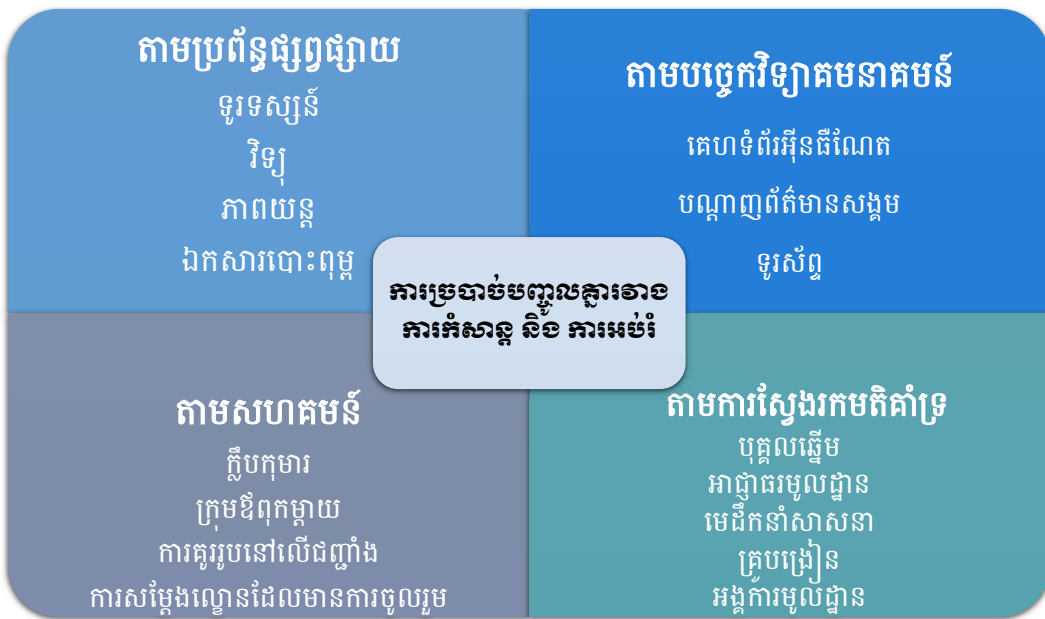 តាមប្រព័ន្ធផ្សព្វផ្សាយ
ទូរទស្សន៍
វិទ្យុ
ភាពយន្ត
ឯកសារបោះពុម្ព
តាមបច្ចេកវិទ្យាគមនាគមន៍
គេហទំព័រអ៊ីនធឺណែត
បណ្តាញព័ត៌មានសង្គម
ទូរស័ព្ទ
ការច្របាច់បញ្ចូលគ្នារវាង
ការកំសាន្ត និង ការអប់រំ
តាមសហគមន៍
ក្លឹបកុមារ
ក្រុមឪពុកម្តាយ
ការគូររូបនៅលើជញ្ជាំង
ការសម្តែងល្ខោនដែលមានការចូលរួម
តាមការស្វែងរកមតិគាំទ្រ
បុគ្គលឆ្នើម
អាជ្ញាធរមូលដ្ឋាន
មេដឹកនាំសាសនា
គ្រូបង្រៀន
អង្គការមូលដ្ឋាន